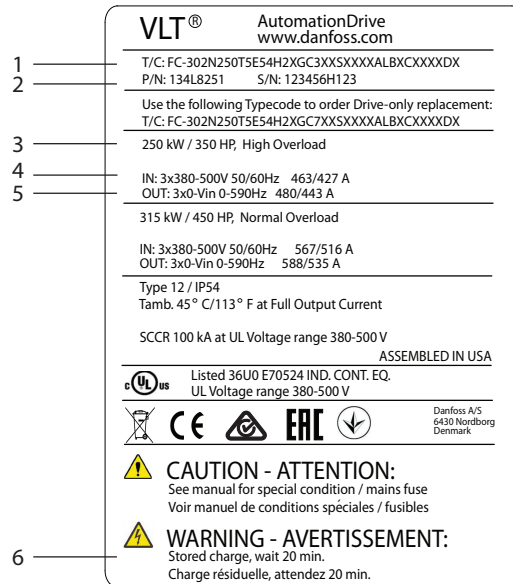 VLT® AutomationDrive
www.danfoss.com
1 T/C: FC-302N250T5E54H2XGC3XXSXXXXALBXCXXXXDX
2 P/N: 134L8251 S/N: 123456H123
Use the following Typecode to order Drive-only replacement:
T/C: FC-302N250T5E54H2XGC7XXSXXXXALBXCXXXXDX
3 250 kW / 350 HP, High Overload
4 IN: 3x380-500V 50/60Hz 463/427 A
5 OUT: 3x0-Vin 0-590Hz 480/443 A
315 kW / 450 HP, Normal Overload
IN: 3x380-500V 50/60Hz 567/516 A
OUT: 3x0-Vin 0-590Hz 588/535 A
Type 12 / IP54
Tamb. 45° C/113° F at Full Output Current
SCCR 100 kA at UL Voltage range 380-500 V
ASSEMBLED IN USA
c UL us Listed 36U0 E70524 IND. CONT. EQ.
UL Voltage range 380-500 V
CE EAC
Danfoss A/S
6430 Nordborg
Denmark
CAUTION - ATTENTION:
See manual for special condition / mains fuse
Voir manuel de conditions spéciales / fusibles
WARNING - AVERTISSEMENT:
6 Stored charge, wait 20 min.
Charge résiduelle, attendez 20 min.